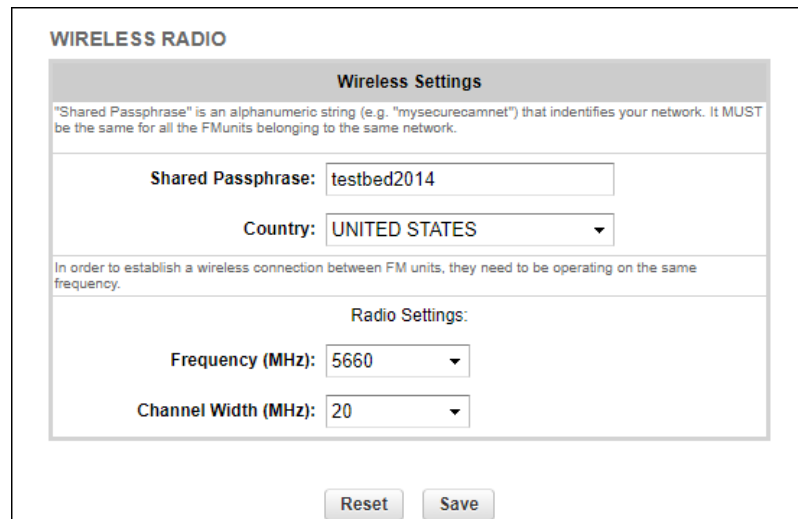 WIRELESS RADIO
Wireless Settings
"Shared Passphrase" is an alphanumeric string (e.g. "mysecurecamnet") that indentifies your network. It MUST
be the same for all the FMunits belonging to the same network.
Shared Passphrase: testbed2014
Country: UNITED STATES
In order to establish a wireless connection between FM units, they need to be operating on the same
frequency.
Radio Settings:
Frequency (MHz): 5660
Channel Width (MHz): 20
Reset Save